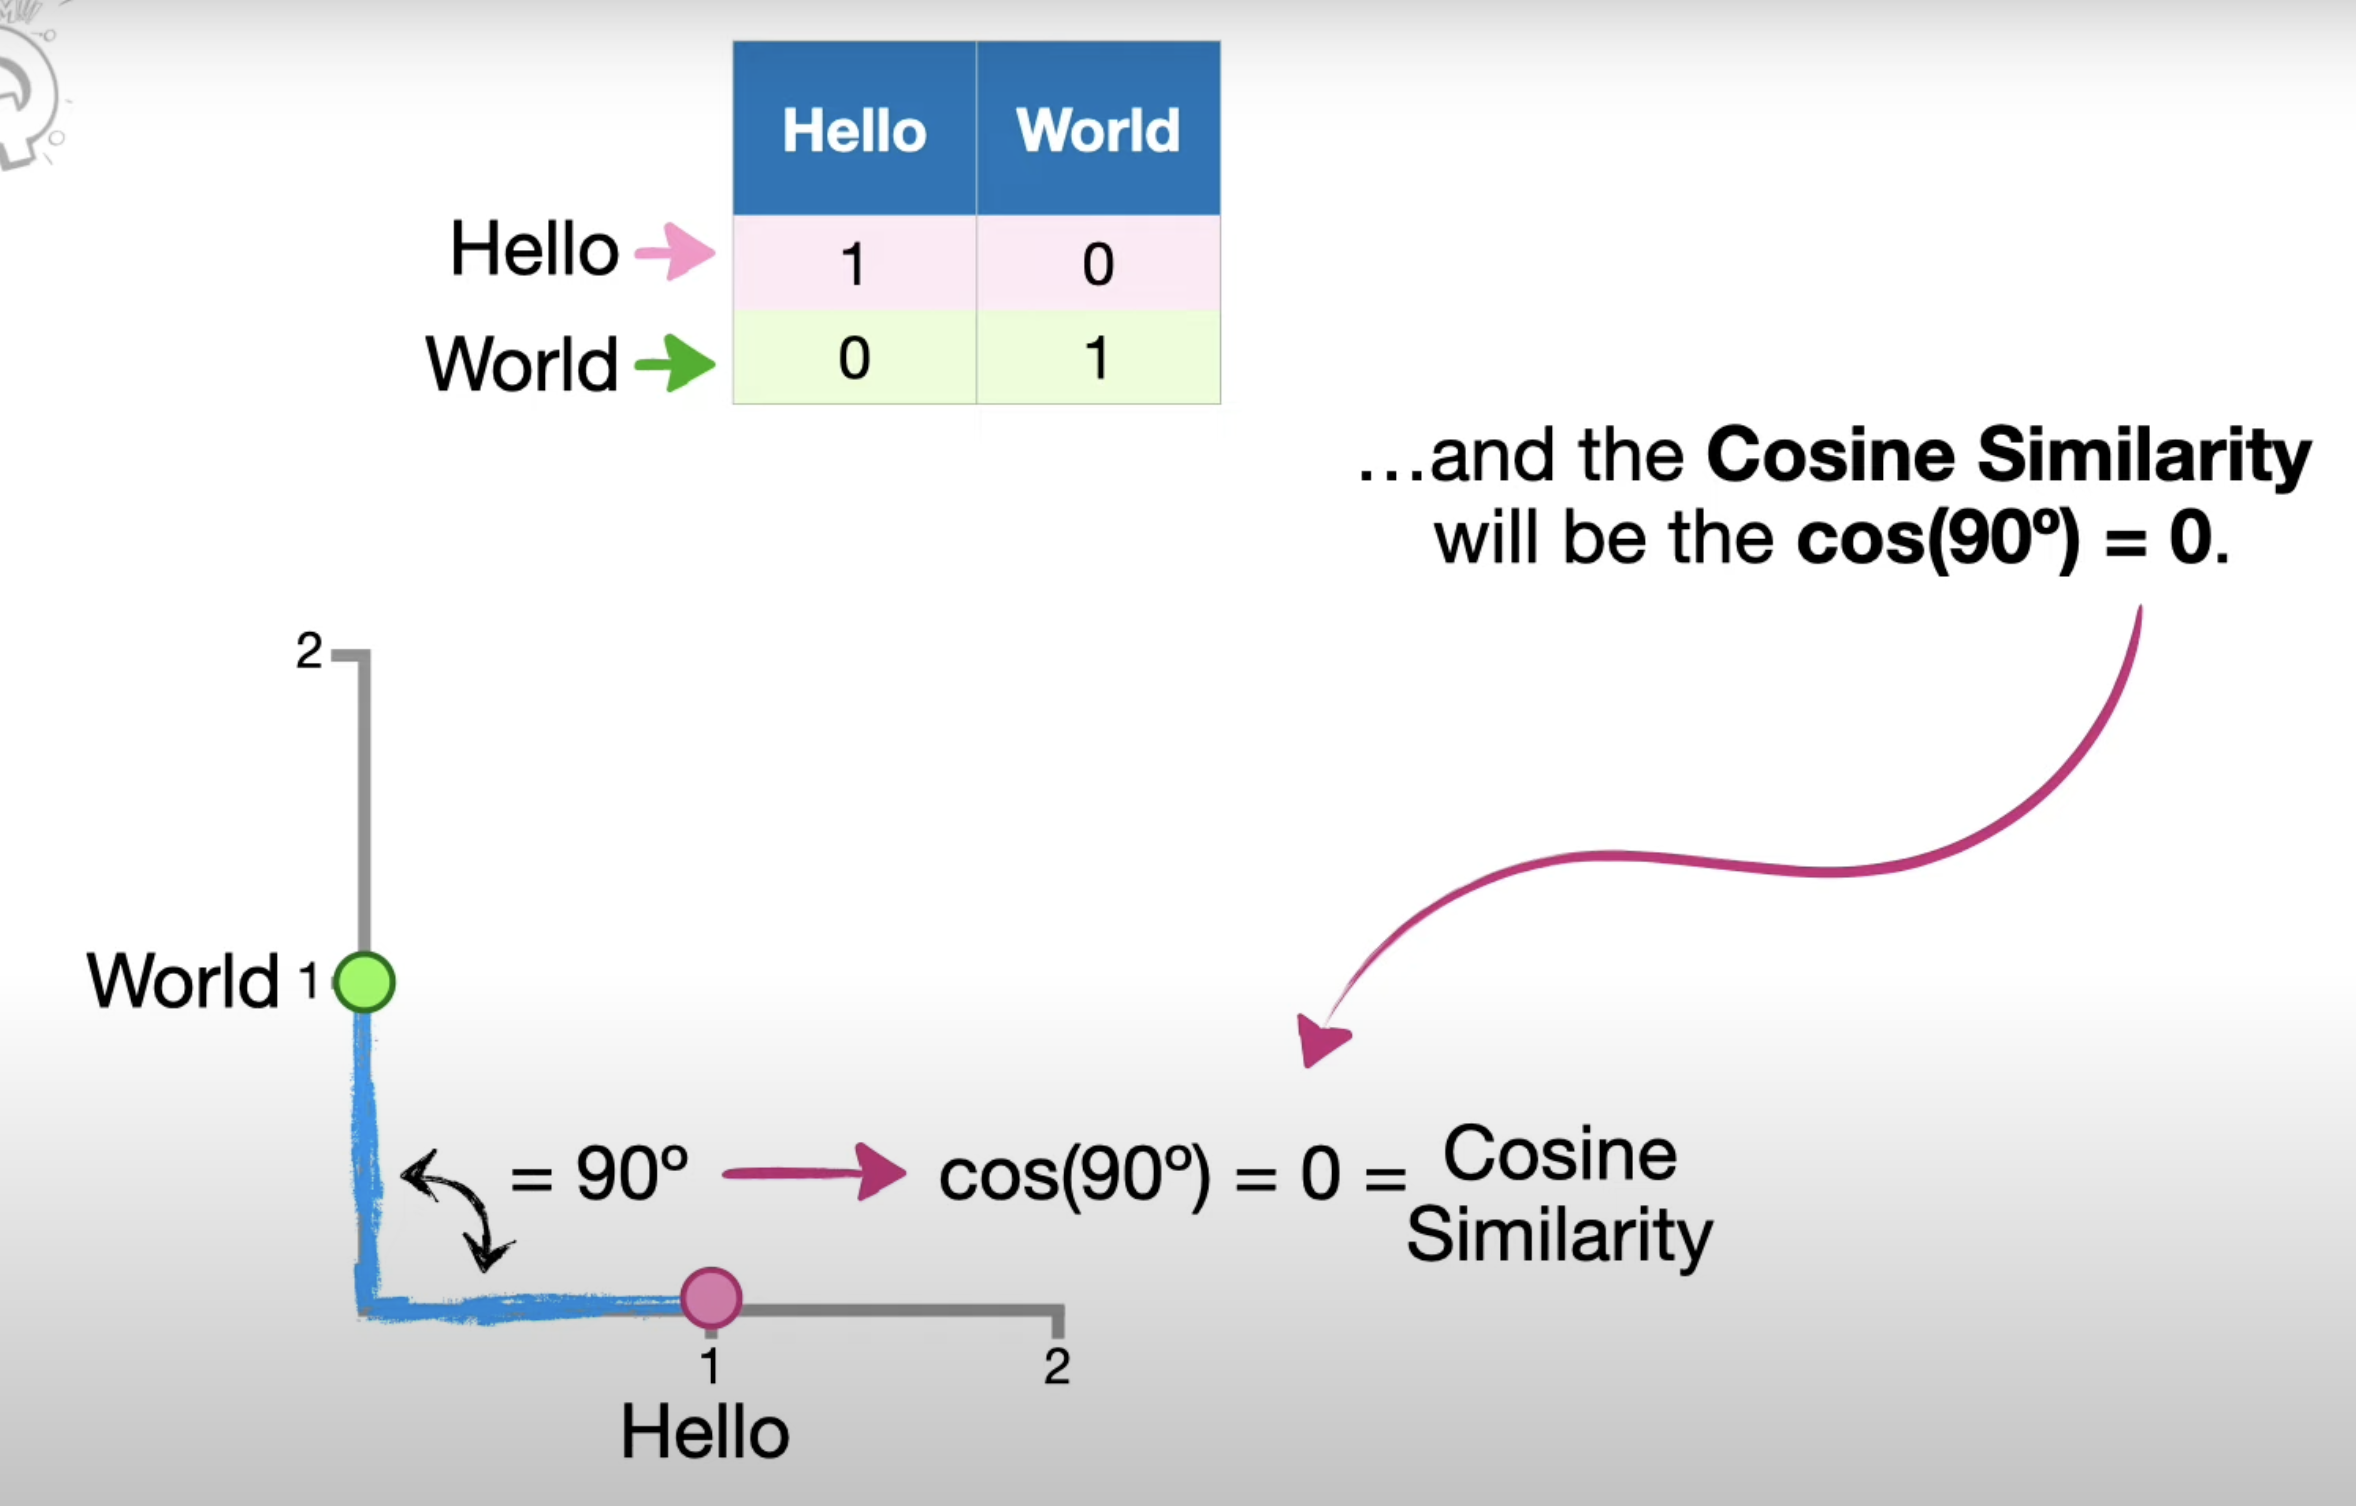 Hello World
Hello 1 0
World 0 1
…and the Cosine Similarity
will be the cos(90º) = 0.
2
World 1
= 90º cos(90º) = 0 = Cosine
Similarity
1 2
Hello